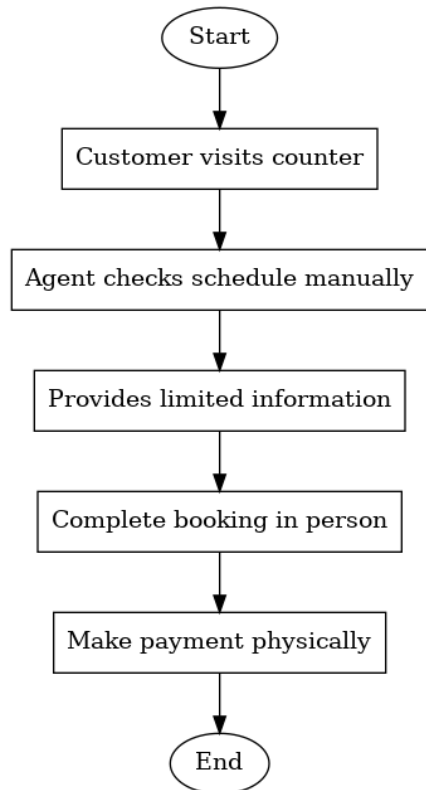 Start
Customer visits counter
Agent checks schedule manually
Provides limited information
Complete booking in person
Make payment physically
End